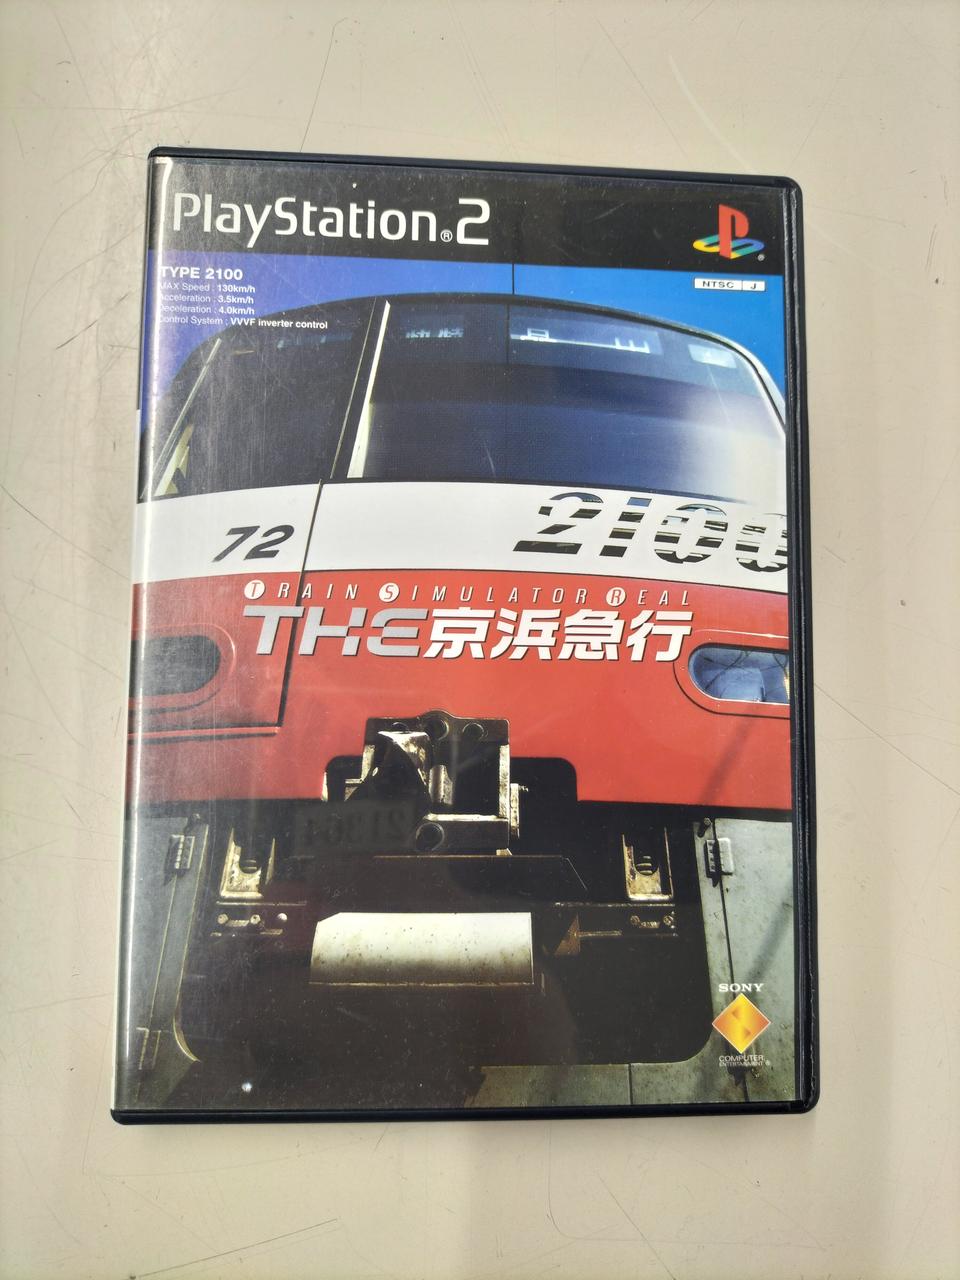 PlayStation®2
NTSC J
TYPE 2100
MAX Speed : 130km/h
Acceleration : 3.5km/h
Deceleration : 4.0km/h
Control System : VVVF inverter control
72
2100
TRAIN SIMULATOR REAL
THE京浜急行
SONY
COMPUTER
ENTERTAINMENT®